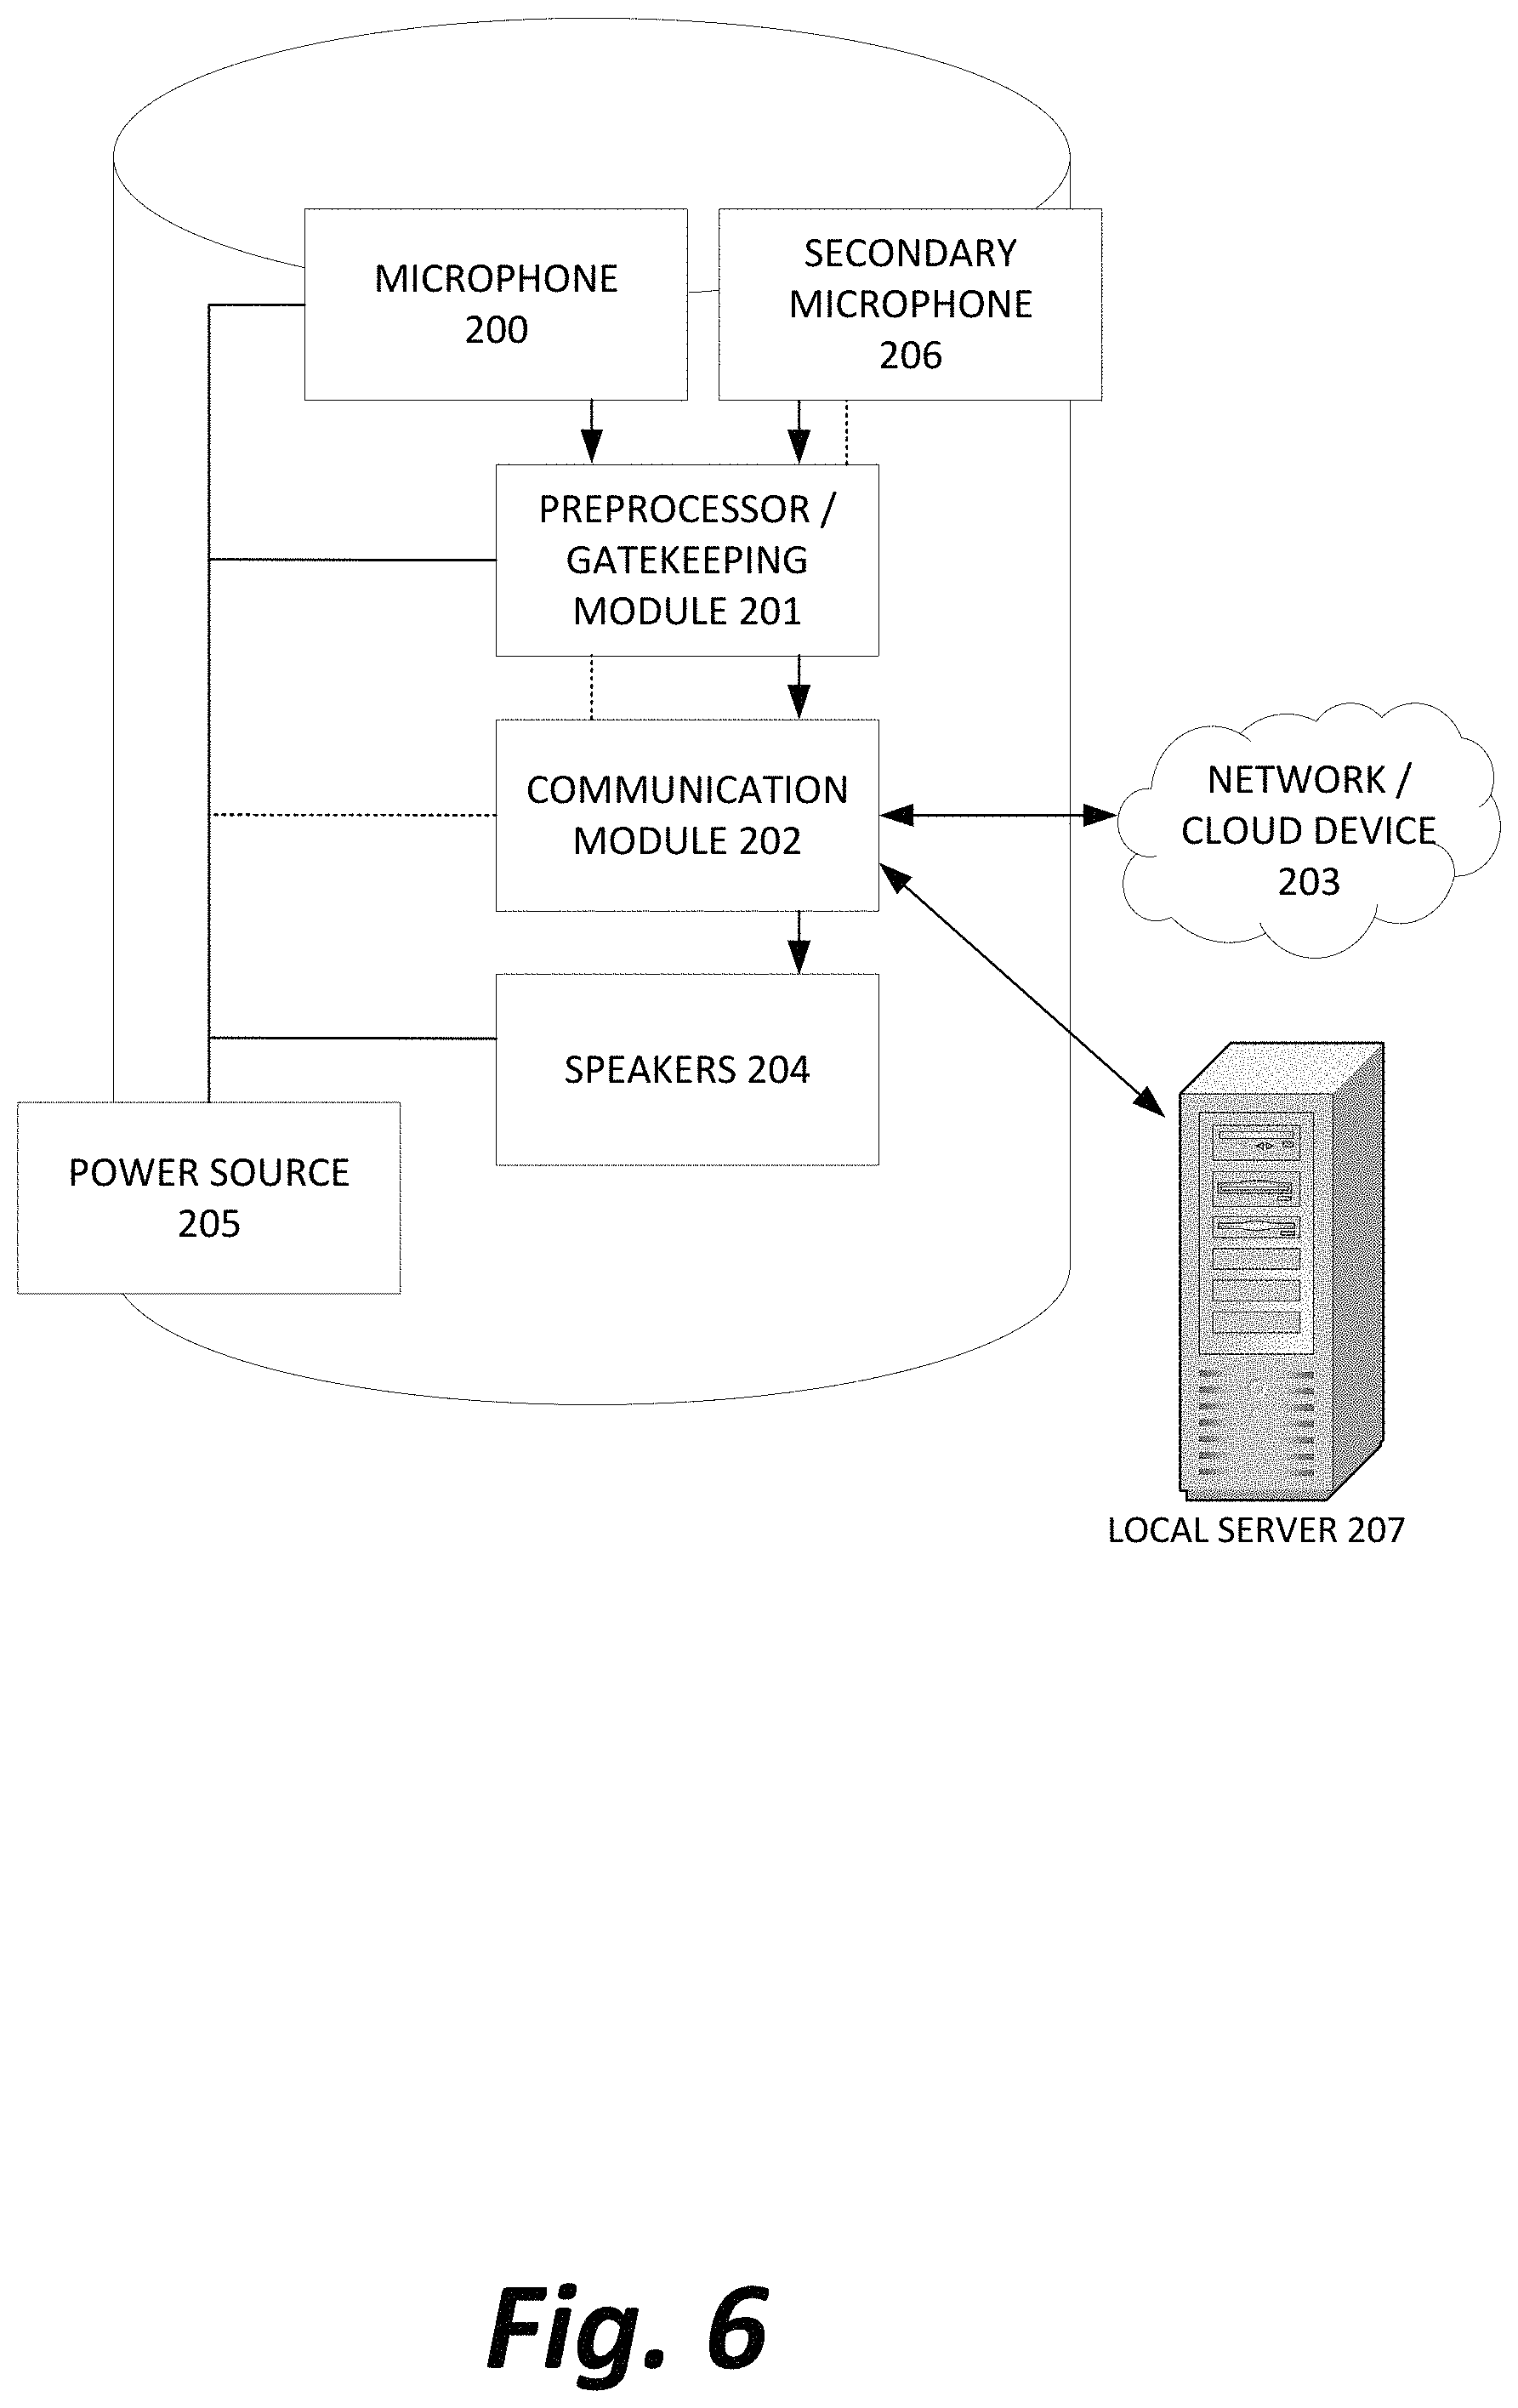 MICROPHONE
200
SECONDARY
MICROPHONE
206
PREPROCESSOR /
GATEKEEPING
MODULE 201
COMMUNICATION
MODULE 202
NETWORK /
CLOUD DEVICE
203
SPEAKERS 204
POWER SOURCE
205
LOCAL SERVER 207
Fig. 6